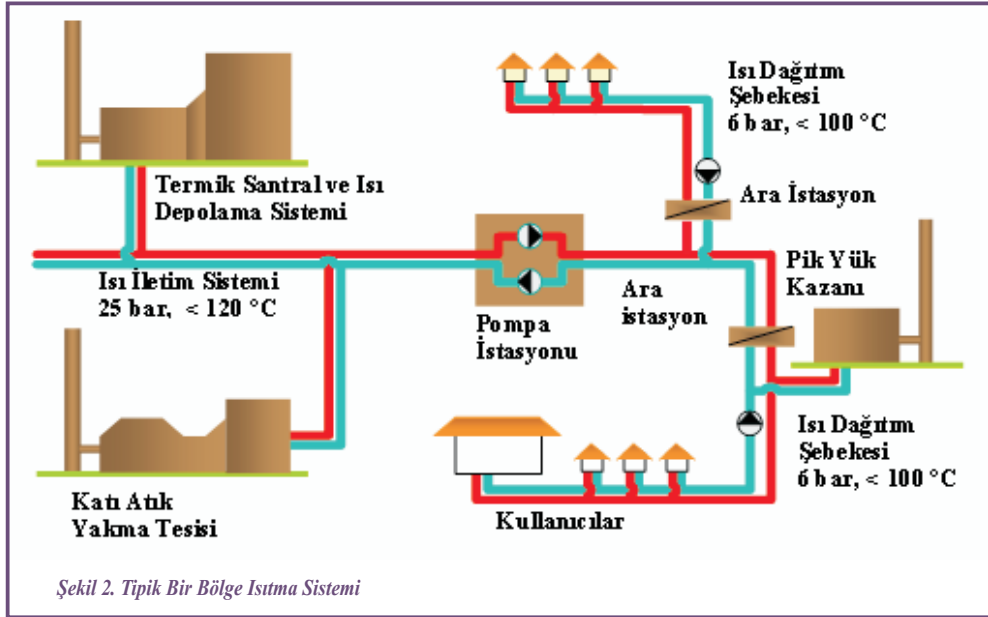 Isı Dağıtım
Şebekesi
6 bar, < 100 °C
Termik Santral ve Isı
Depolama Sistemi
Ara İstasyon
Isı İletim Sistemi
25 bar, < 120 °C
Pompa
İstasyonu
Ara
istasyon
Pik Yük
Kazanı
Katı Atık
Yakma Tesisi
Kullanıcılar
Isı Dağıtım
Şebekesi
6 bar, < 100 °C
Şekil 2. Tipik Bir Bölge Isıtma Sistemi